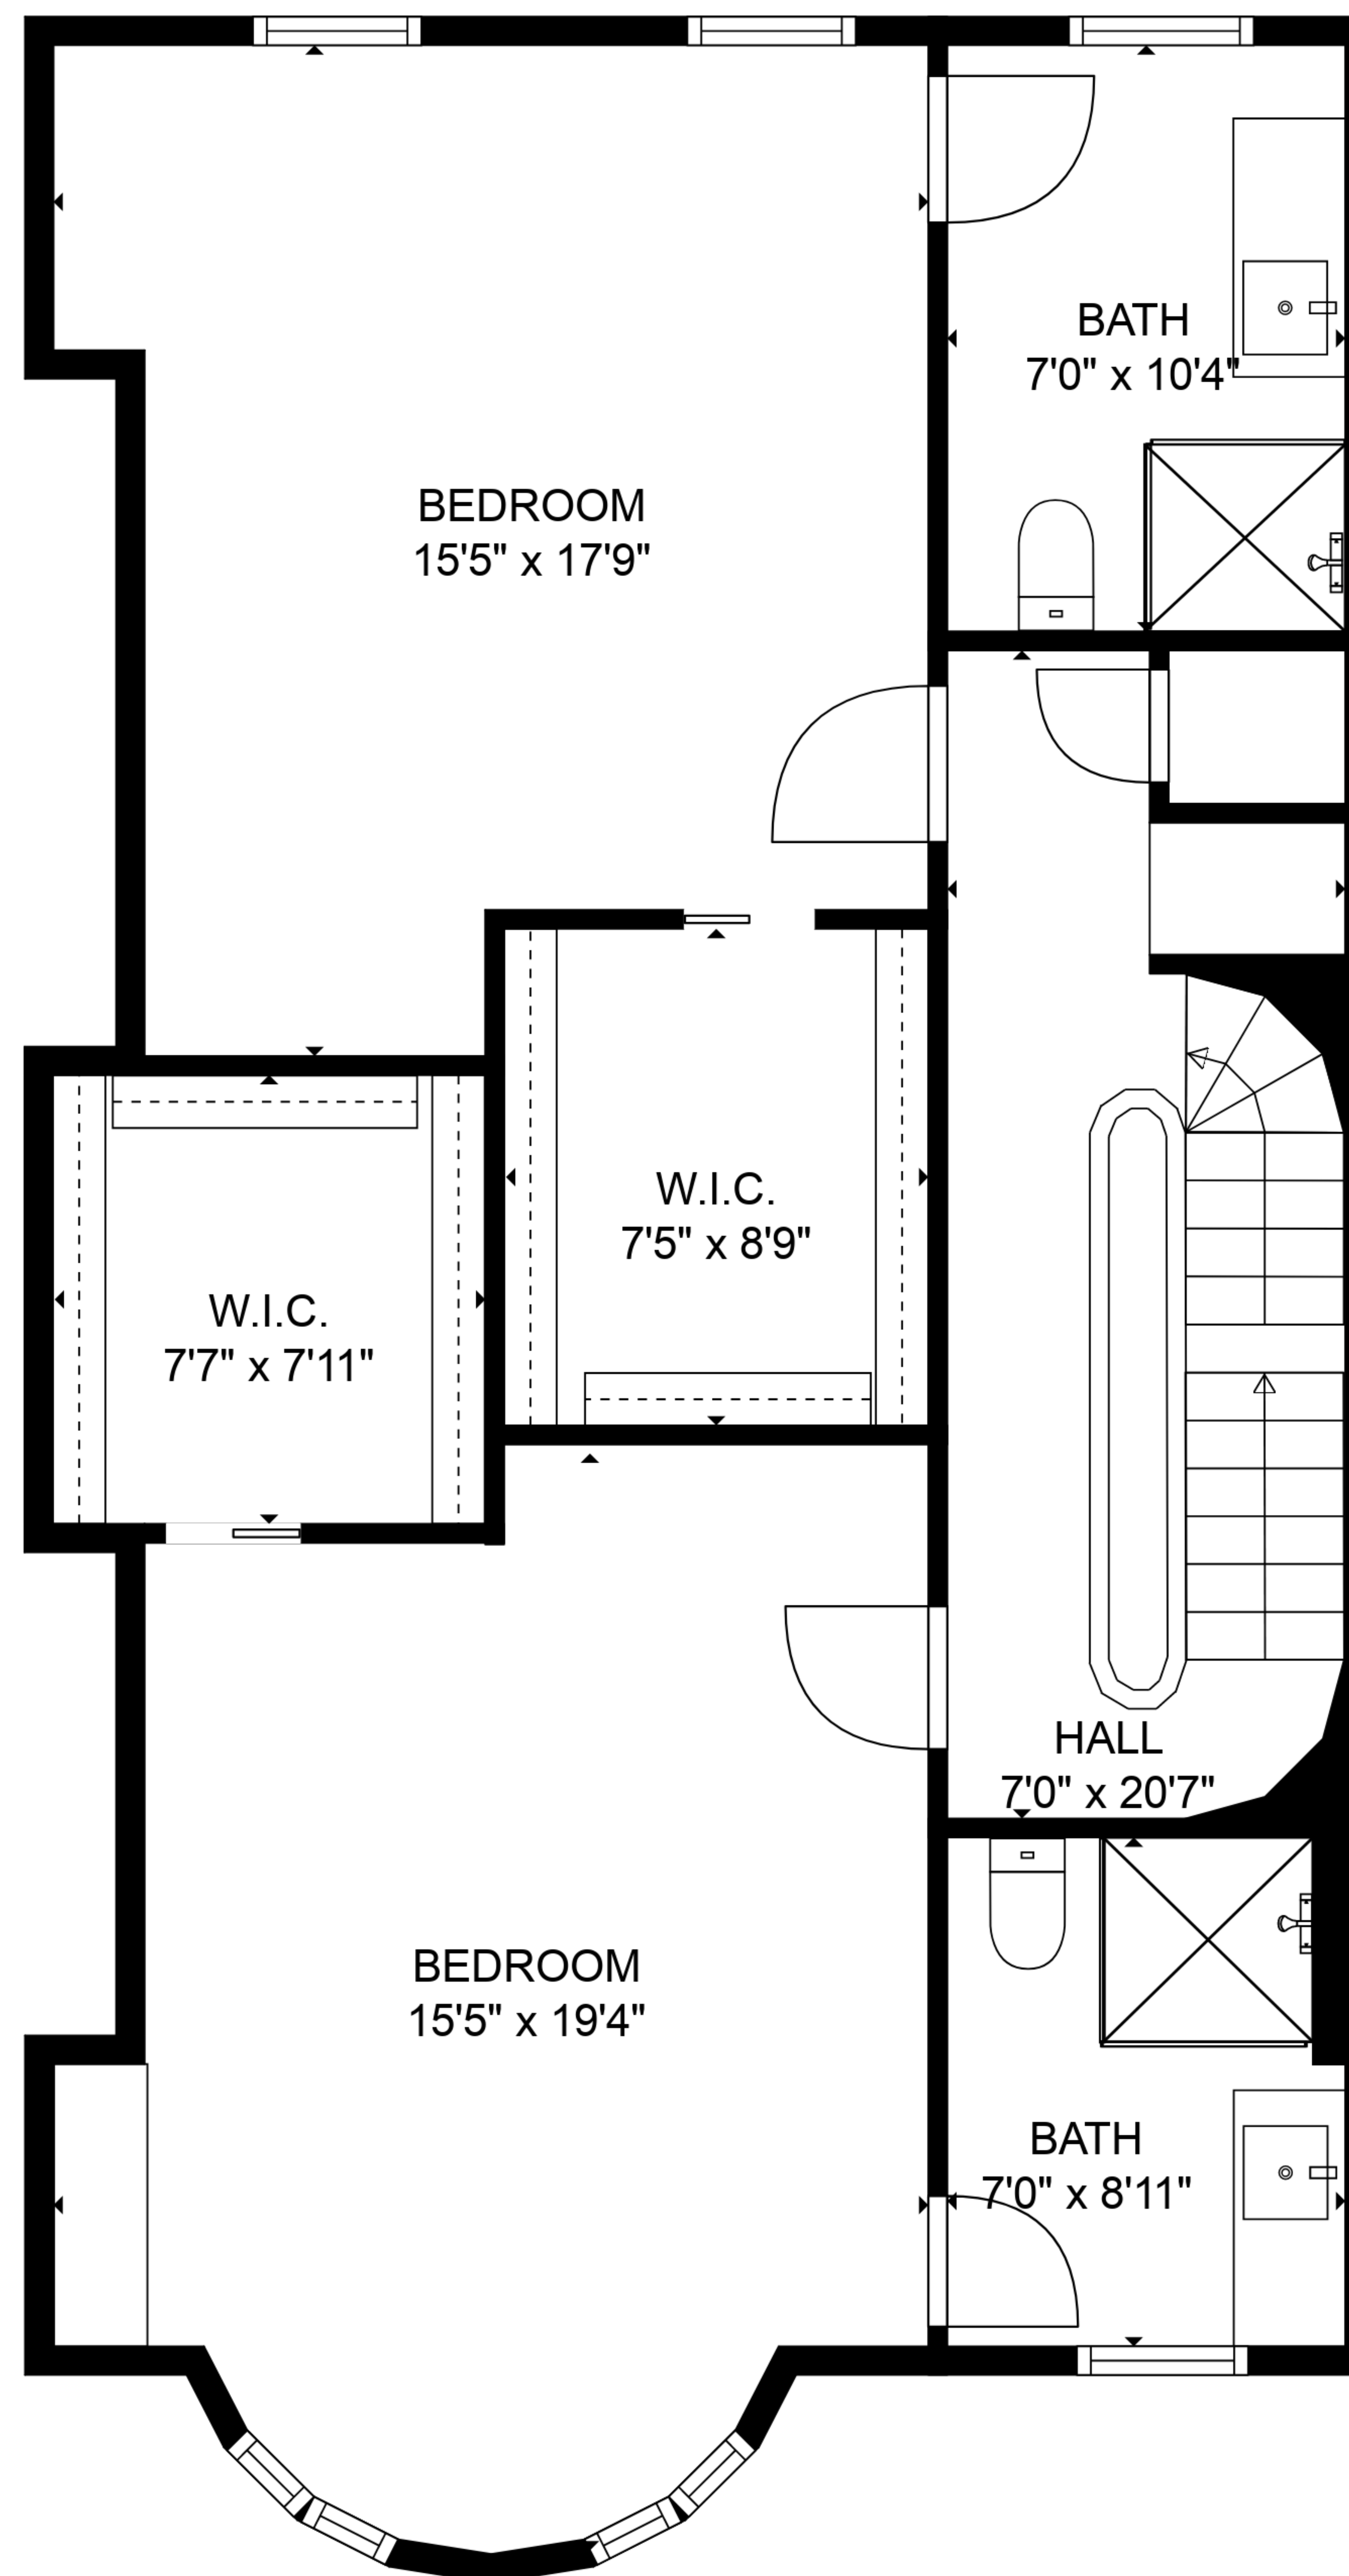 BATH
7'0" x 10'4"
BEDROOM
15'5" x 17'9"
W.I.C.
7'5" x 8'9"
W.I.C.
7'7" x 7'11"
HALL
7'0" x 20'7"
BEDROOM
15'5" x 19'4"
BATH
7'0" x 8'11"